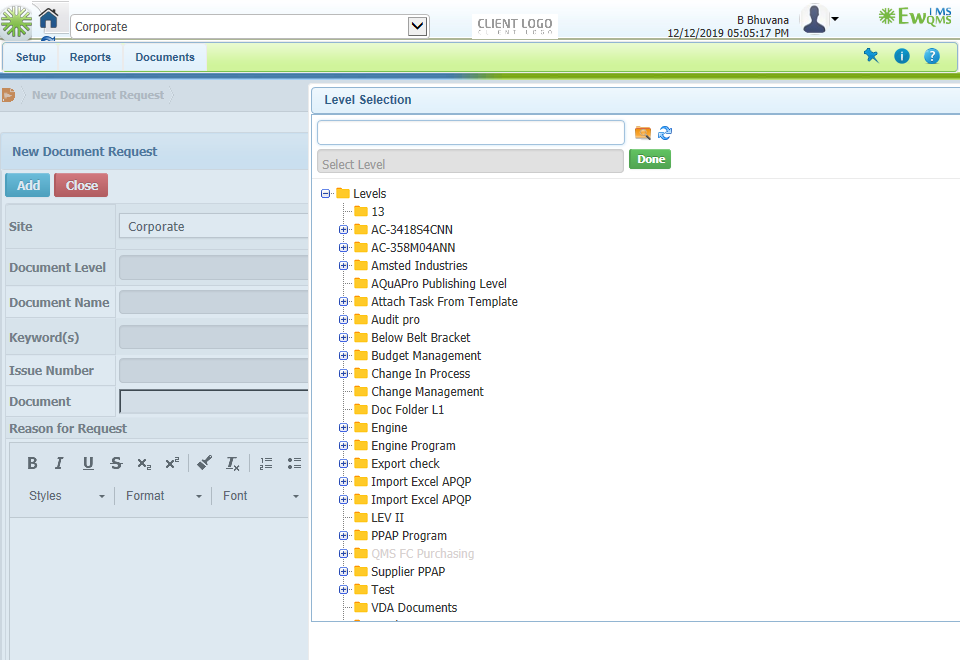 Corporate
CLIENT LOGO
B Bhuvana
12/12/2019 05:05:17 PM
EwQMS
iMS
Setup Reports Documents
New Document Request
Level Selection
New Document Request
Select Level Done
Add Close
Site Corporate
Document Level
Document Name
Keyword(s)
Issue Number
Document
Reason for Request
B I U S x₂ x² Ix
Styles Format Font
Levels
13
AC-3418S4CNN
AC-358M04ANN
Amsted Industries
AQuAPro Publishing Level
Attach Task From Template
Audit pro
Below Belt Bracket
Budget Management
Change In Process
Change Management
Doc Folder L1
Engine
Engine Program
Export check
Import Excel APQP
Import Excel APQP
LEV II
PPAP Program
QMS FC Purchasing
Supplier PPAP
Test
VDA Documents